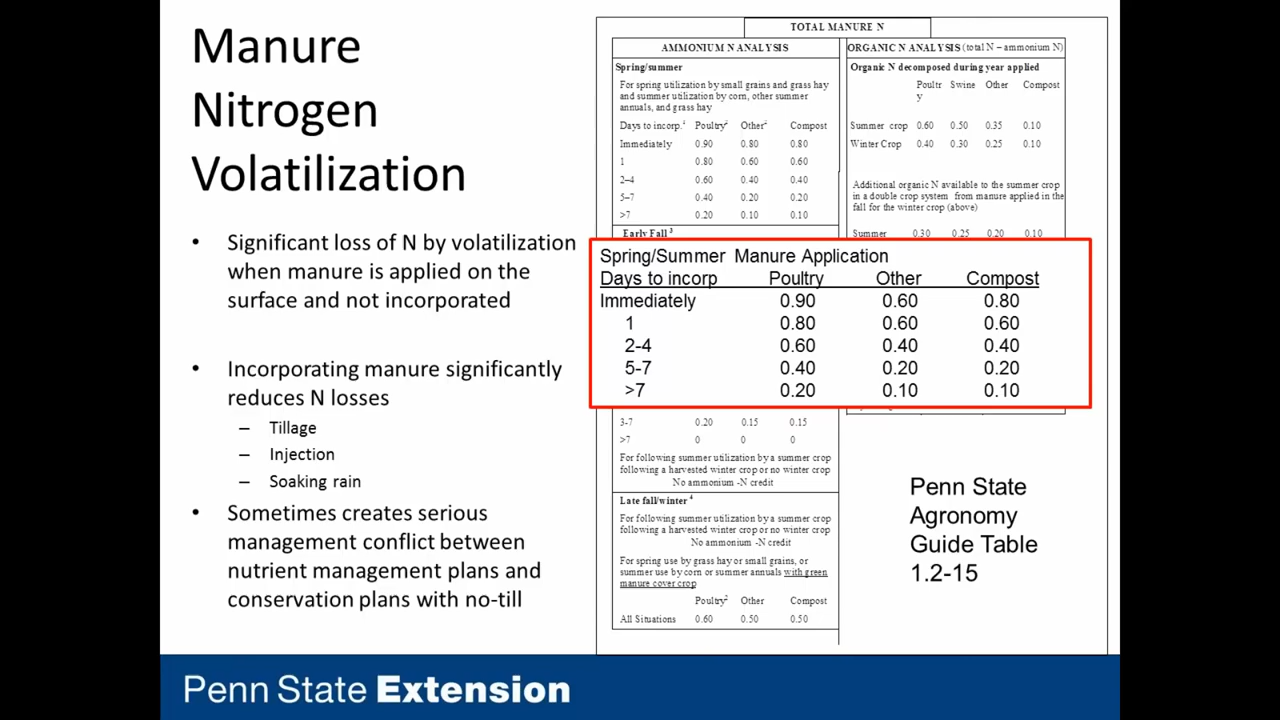 Manure
Nitrogen
Volatilization
• Significant loss of N by volatilization
when manure is applied on the
surface and not incorporated
• Incorporating manure significantly
reduces N losses
– Tillage
– Injection
– Soaking rain
• Sometimes creates serious
management conflict between
nutrient management plans and
conservation plans with no-till
TOTAL MANURE N
AMMONIUM N ANALYSIS
Spring/summer
For spring utilization by small grains and grass hay
and summer utilization by corn, other summer
annuals, and grass hay
Days to incorp.¹ Poultry² Other² Compost
Immediately 0.90 0.80 0.80
1 0.80 0.60 0.60
2–4 0.60 0.40 0.40
5–7 0.40 0.20 0.20
>7 0.20 0.10 0.10
Early Fall ³
ORGANIC N ANALYSIS (total N – ammonium N)
Organic N decomposed during year applied
Poultr Swine Other Compost
y
Summer crop 0.60 0.50 0.35 0.10
Winter Crop 0.40 0.30 0.25 0.10
Additional organic N available to the summer crop
in a double crop system from manure applied in the
fall for the winter crop (above)
Summer 0.30 0.25 0.20 0.10
Spring/Summer Manure Application
Days to incorp Poultry Other Compost
Immediately 0.90 0.60 0.80
1 0.80 0.60 0.60
2-4 0.60 0.40 0.40
5-7 0.40 0.20 0.20
>7 0.20 0.10 0.10
3-7 0.20 0.15 0.15
>7 0 0 0
For following summer utilization by a summer crop
following a harvested winter crop or no winter crop
No ammonium -N credit
Late fall/winter ⁴
For following summer utilization by a summer crop
following a harvested winter crop or no winter crop
No ammonium -N credit
For spring use by grass hay or small grains, or
summer use by corn or summer annuals with green
manure cover crop
Poultry² Other Compost
All Situations 0.60 0.50 0.50
Penn State
Agronomy
Guide Table
1.2-15
Penn State Extension